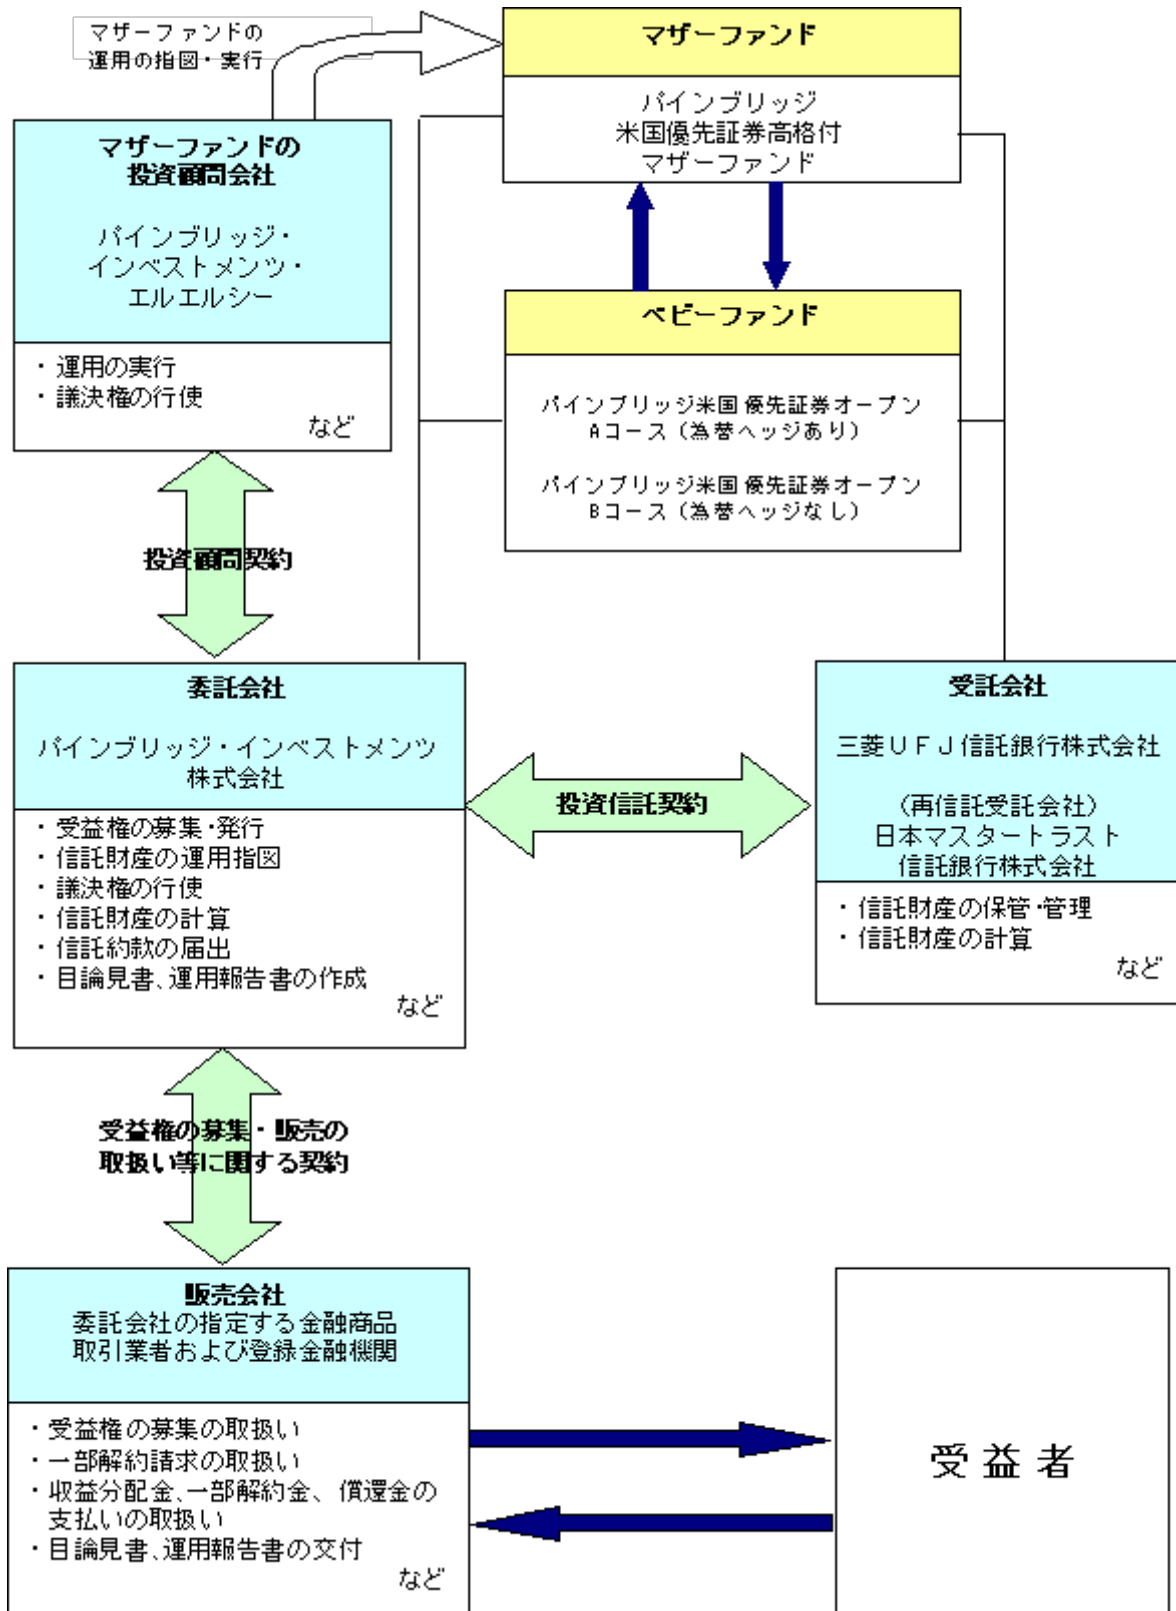 マザーファンドの
運用の指図・実行
マザーファンド
パインブリッジ
米国優先証券高格付
マザーファンド
マザーファンドの
投資顧問会社
パインブリッジ・
インベストメンツ・
エルエルシー
・運用の実行
・議決権の行使
など
ベビーファンド
パインブリッジ米国優先証券オープン
Aコース（為替ヘッジあり）
パインブリッジ米国優先証券オープン
Bコース（為替ヘッジなし）
投資顧問契約
委託会社
パインブリッジ・インベストメンツ
株式会社
・受益権の募集・発行
・信託財産の運用指図
・議決権の行使
・信託財産の計算
・信託約款の届出
・目論見書、運用報告書の作成
など
投資信託契約
受託会社
三菱ＵＦＪ信託銀行株式会社
（再信託受託会社）
日本マスタートラスト
信託銀行株式会社
・信託財産の保管・管理
・信託財産の計算
など
受益権の募集・販売の
取扱い等に関する契約
販売会社
委託会社の指定する金融商品
取引業者および登録金融機関
・受益権の募集の取扱い
・一部解約請求の取扱い
・収益分配金、一部解約金、償還金の
支払いの取扱い
・目論見書、運用報告書の交付
など
受益者